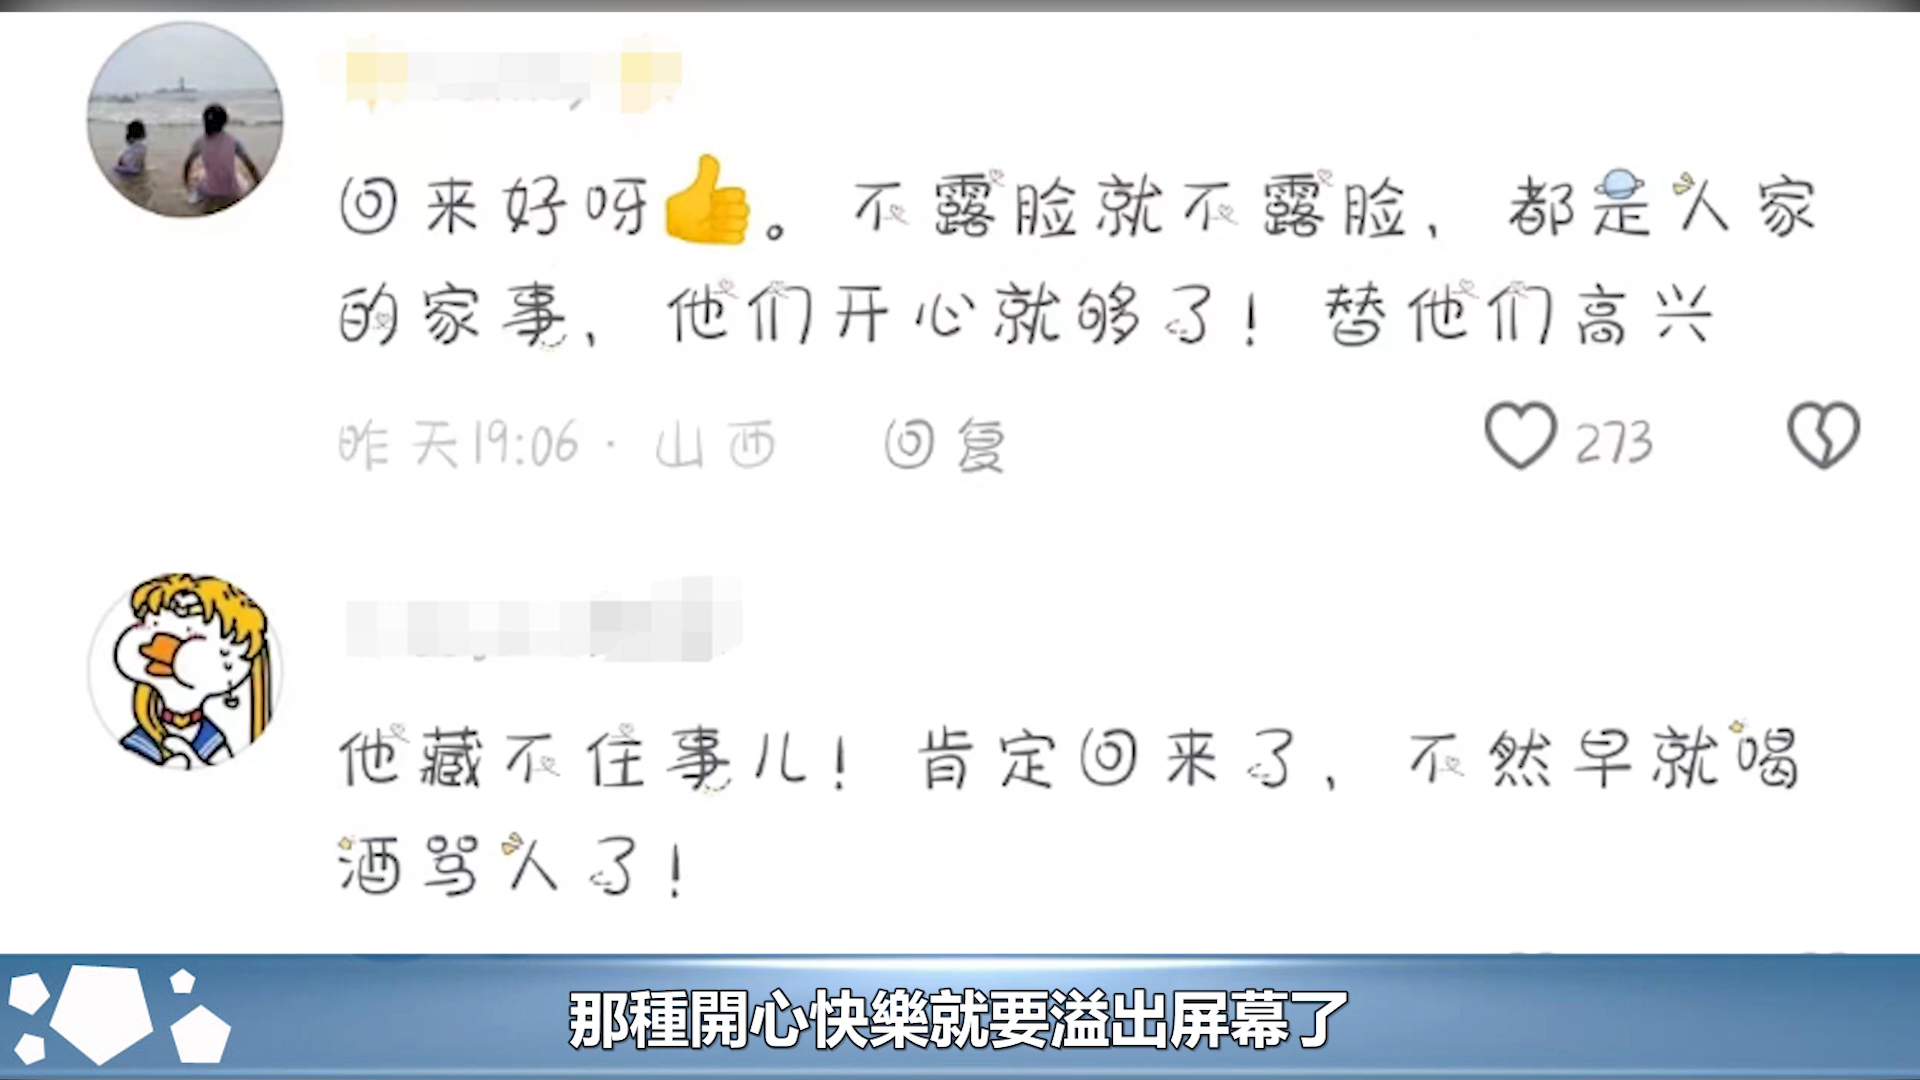 回来好呀👍。不露脸就不露脸，都是人家
的家事，他们开心就够了！替他们高兴
昨天19:06 · 山西 回复 273
他藏不住事儿！肯定回来了，不然早就喝
酒骂人了！
那種開心快樂就要溢出屏幕了